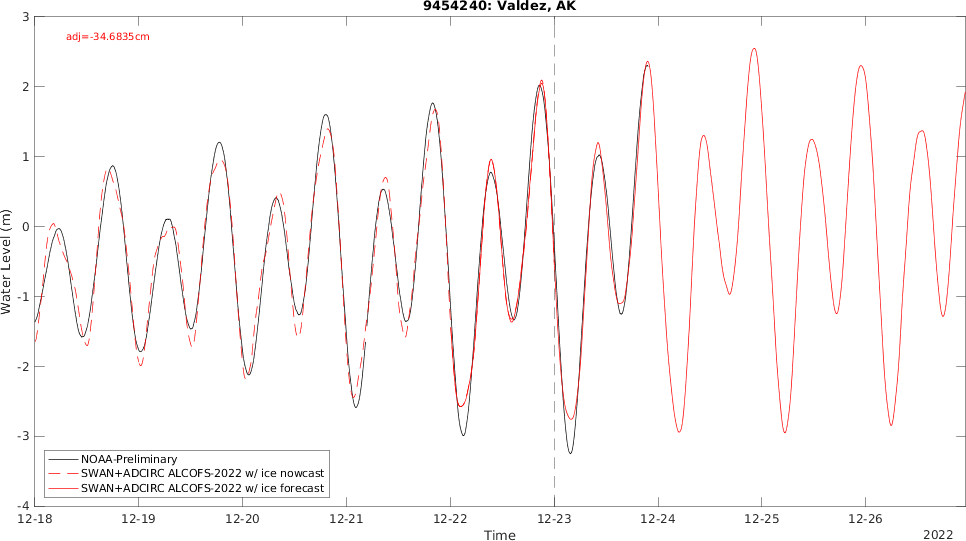 9454240: Valdez, AK
adj=-34.6835cm
3
2
1
0
-1
-2
-3
-4
Water Level (m)
NOAA-Preliminary
SWAN+ADCIRC ALCOFS-2022 w/ ice nowcast
SWAN+ADCIRC ALCOFS-2022 w/ ice forecast
12-18 12-19 12-20 12-21 12-22 12-23 12-24 12-25 12-26
Time
2022